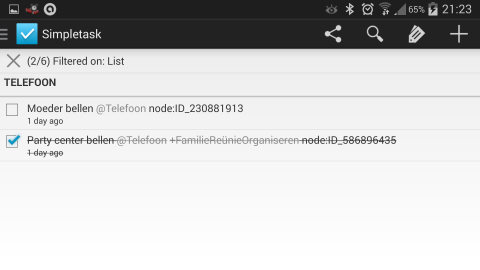 65% 21:23
Simpletask
(2/6) Filtered on: List
TELEFOON
Moeder bellen @Telefoon node:ID_230881913
1 day ago
Party center bellen @Telefoon +FamilieReünieOrganiseren node:ID_586896435
1 day ago